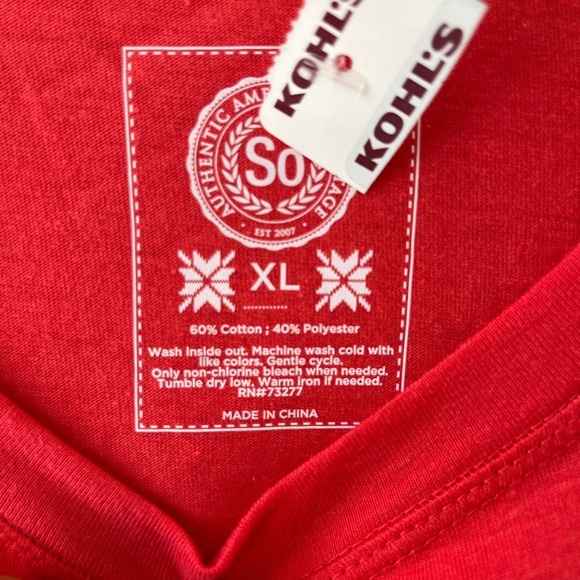 KOHL'S
KOHL'S
AUTHENTIC AME
So
EST 2007
XL
60% Cotton ; 40% Polyester
Wash inside out. Machine wash cold with
like colors. Gentle cycle.
Only non-chlorine bleach when needed.
Tumble dry low. Warm iron if needed.
RN#73277
MADE IN CHINA